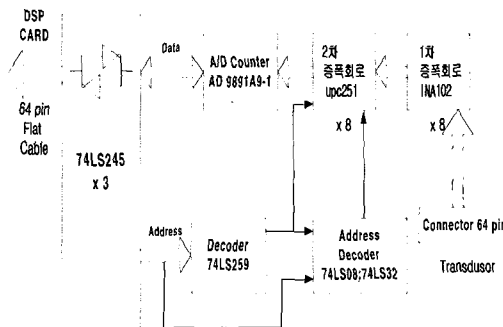 DSP
CARD
64 pin
Flat
Cable
74LS245
x 3
Data
A/D Counter
AD 9891A9-1
2차
증폭회로
upc251
x 8
1차
증폭회로
INA102
x 8
Address
Decoder
74LS259
Address
Decoder
74LS08;74LS32
Connector 64 pin
Transdusor